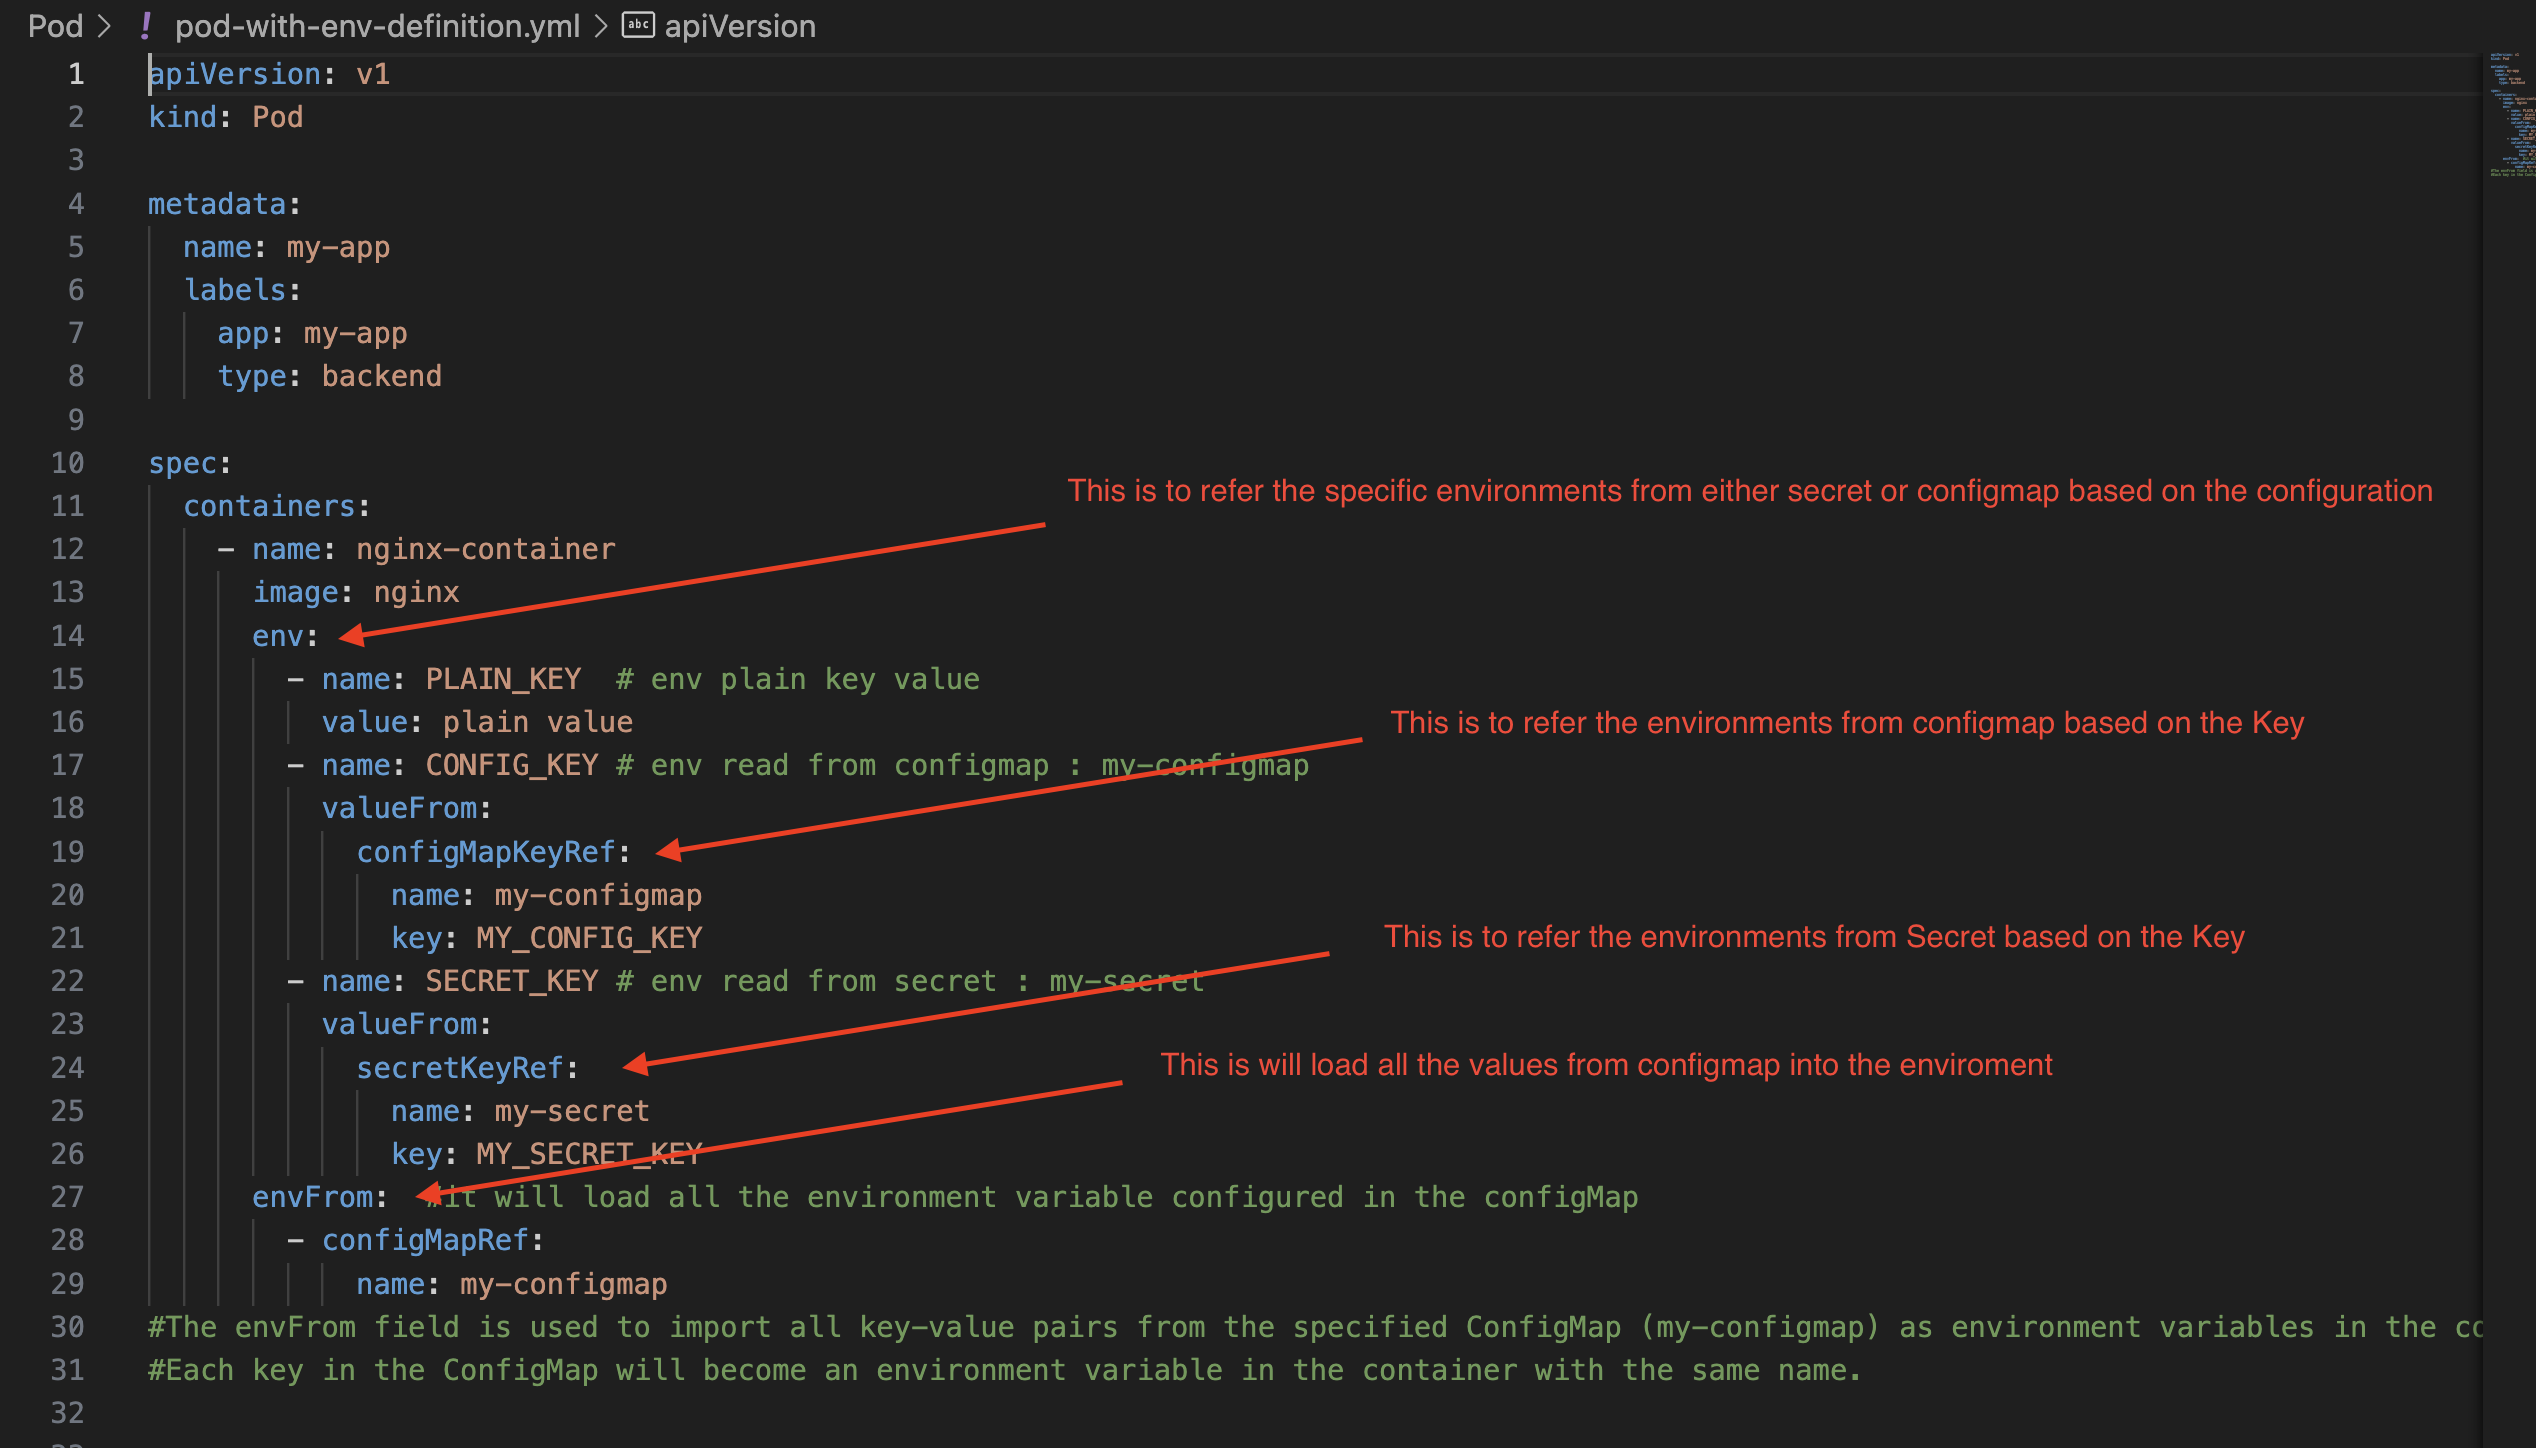 Pod > ! pod-with-env-definition.yml > abc apiVersion
1 apiVersion: v1
2 kind: Pod
3
4 metadata:
5 name: my-app
6 labels:
7 app: my-app
8 type: backend
9
10 spec:
This is to refer the specific environments from either secret or configmap based on the configuration
11 containers:
12 - name: nginx-container
13 image: nginx
14 env:
15 - name: PLAIN_KEY # env plain key value
16 value: plain value
This is to refer the environments from configmap based on the Key
17 - name: CONFIG_KEY # env read from configmap : my-configmap
18 valueFrom:
19 configMapKeyRef:
20 name: my-configmap
21 key: MY_CONFIG_KEY
This is to refer the environments from Secret based on the Key
22 - name: SECRET_KEY # env read from secret : my-secret
23 valueFrom:
24 secretKeyRef:
This is will load all the values from configmap into the enviroment
25 name: my-secret
26 key: MY_SECRET_KEY
27 envFrom: #it will load all the environment variable configured in the configMap
28 - configMapRef:
29 name: my-configmap
30 #The envFrom field is used to import all key-value pairs from the specified ConfigMap (my-configmap) as environment variables in the
31 #Each key in the ConfigMap will become an environment variable in the container with the same name.
32